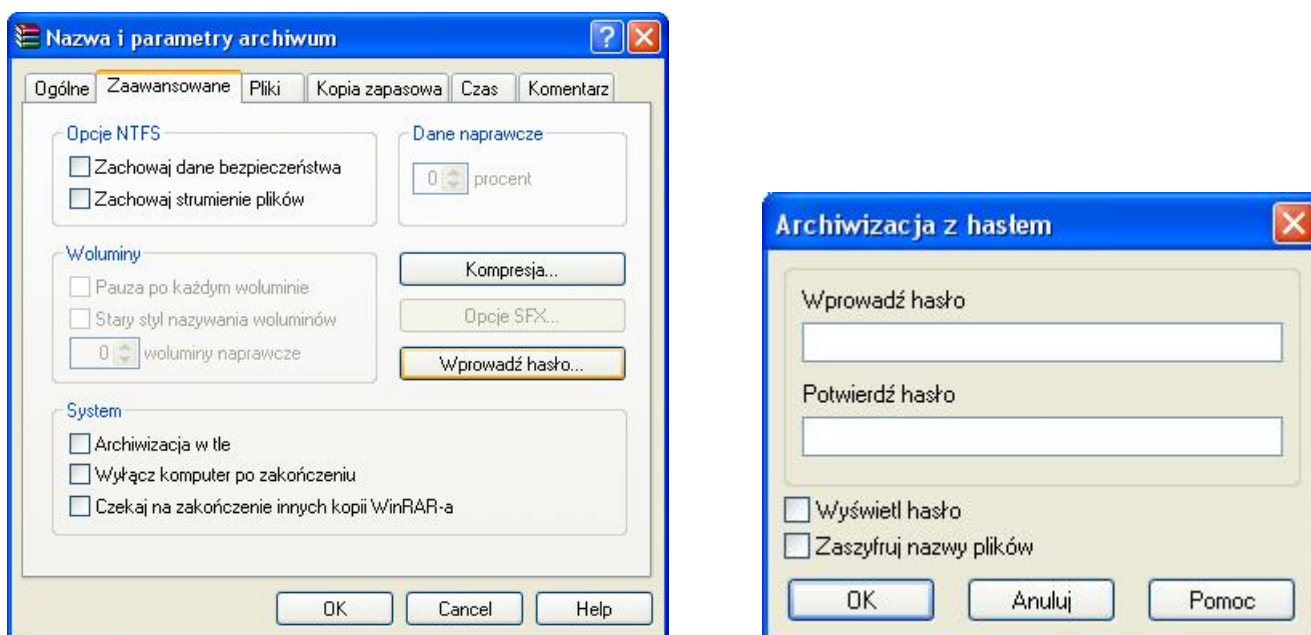 Nazwa i parametry archiwum
Ogólne Zaawansowane Pliki Kopia zapasowa Czas Komentarz
Opcje NTFS
Zachowaj dane bezpieczeństwa
Zachowaj strumienie plików
Dane naprawcze
0 procent
Woluminy
Pauza po każdym woluminie
Stary styl nazywania woluminów
0 woluminy naprawcze
Kompresja...
Opcje SFX...
Wprowadź hasło...
System
Archiwizacja w tle
Wyłącz komputer po zakończeniu
Czekaj na zakończenie innych kopii WinRAR-a
OK Cancel Help
Archiwizacja z hasłem
Wprowadź hasło
Potwierdź hasło
Wyświetl hasło
Zaszyfruj nazwy plików
OK Anuluj Pomoc